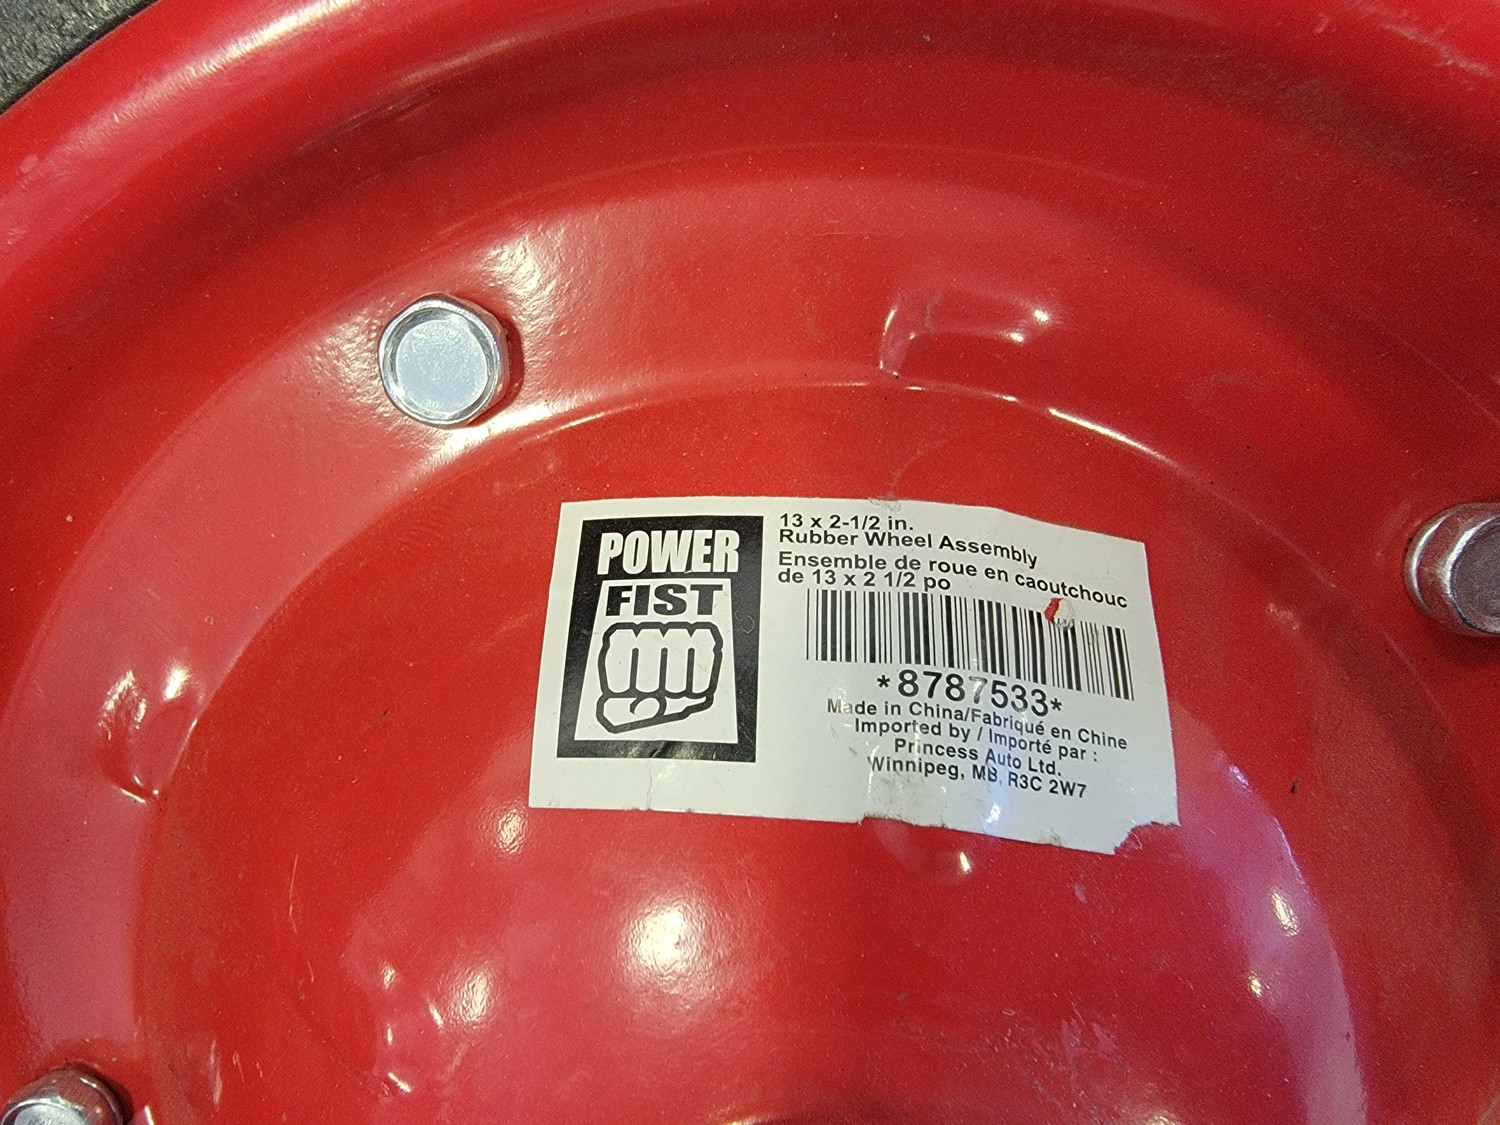 POWER
FIST
13 x 2-1/2 in.
Rubber Wheel Assembly
Ensemble de roue en caoutchouc
de 13 x 2 1/2 po
*8787533*
Made in China/Fabriqué en Chine
Imported by / Importé par :
Princess Auto Ltd.
Winnipeg, MB, R3C 2W7